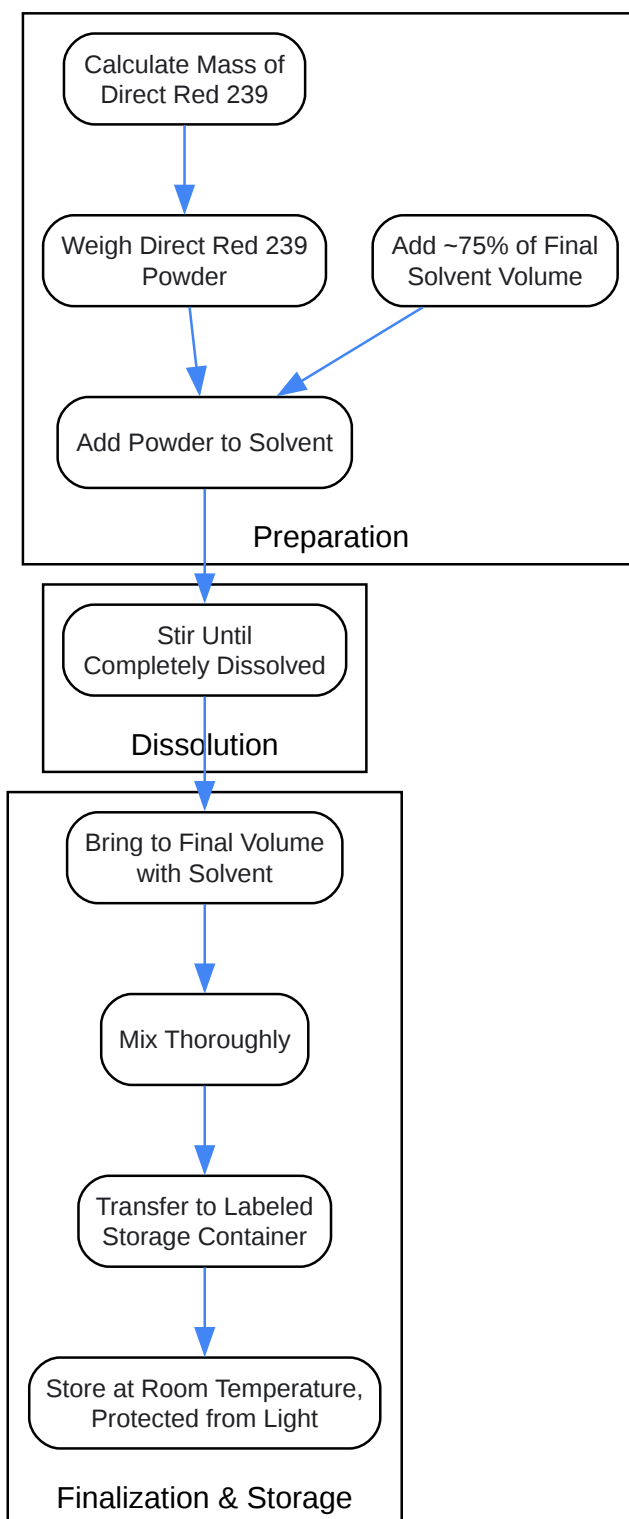 Calculate Mass of
Direct Red 239
Weigh Direct Red 239
Powder
Add ~75% of Final
Solvent Volume
Add Powder to Solvent
Preparation
Stir Until
Completely Dissolved
Dissolution
Bring to Final Volume
with Solvent
Mix Thoroughly
Transfer to Labeled
Storage Container
Store at Room Temperature,
Protected from Light
Finalization & Storage